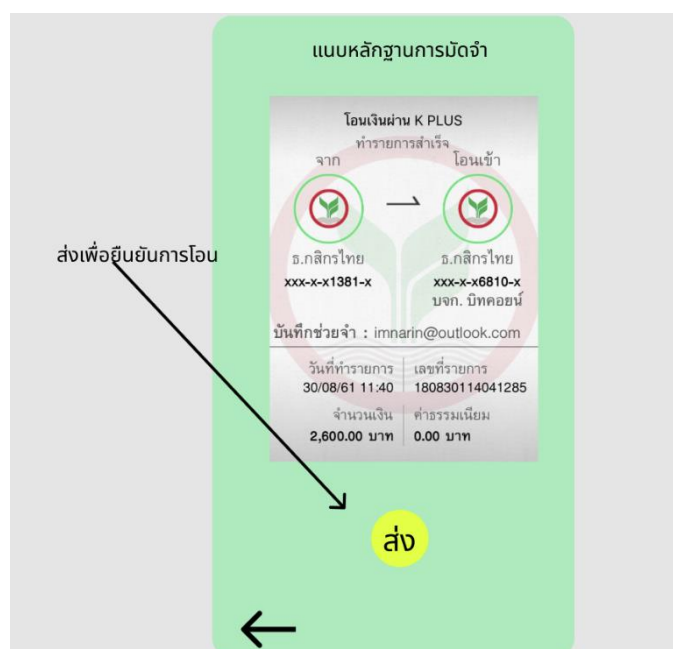 แนบหลักฐานการมัดจำ
โอนเงินผ่าน K PLUS
ทำรายการสำเร็จ
จาก โอนเข้า
ธ.กสิกรไทย ธ.กสิกรไทย
xxx-x-x1381-x xxx-x-x6810-x
บจก. บิทคอยน์
บันทึกช่วยจำ : imnarin@outlook.com
วันที่ทำรายการ เลขที่รายการ
30/08/61 11:40 180830114041285
จำนวนเงิน ค่าธรรมเนียม
2,600.00 บาท 0.00 บาท
ส่งเพื่อยืนยันการโอน
ส่ง